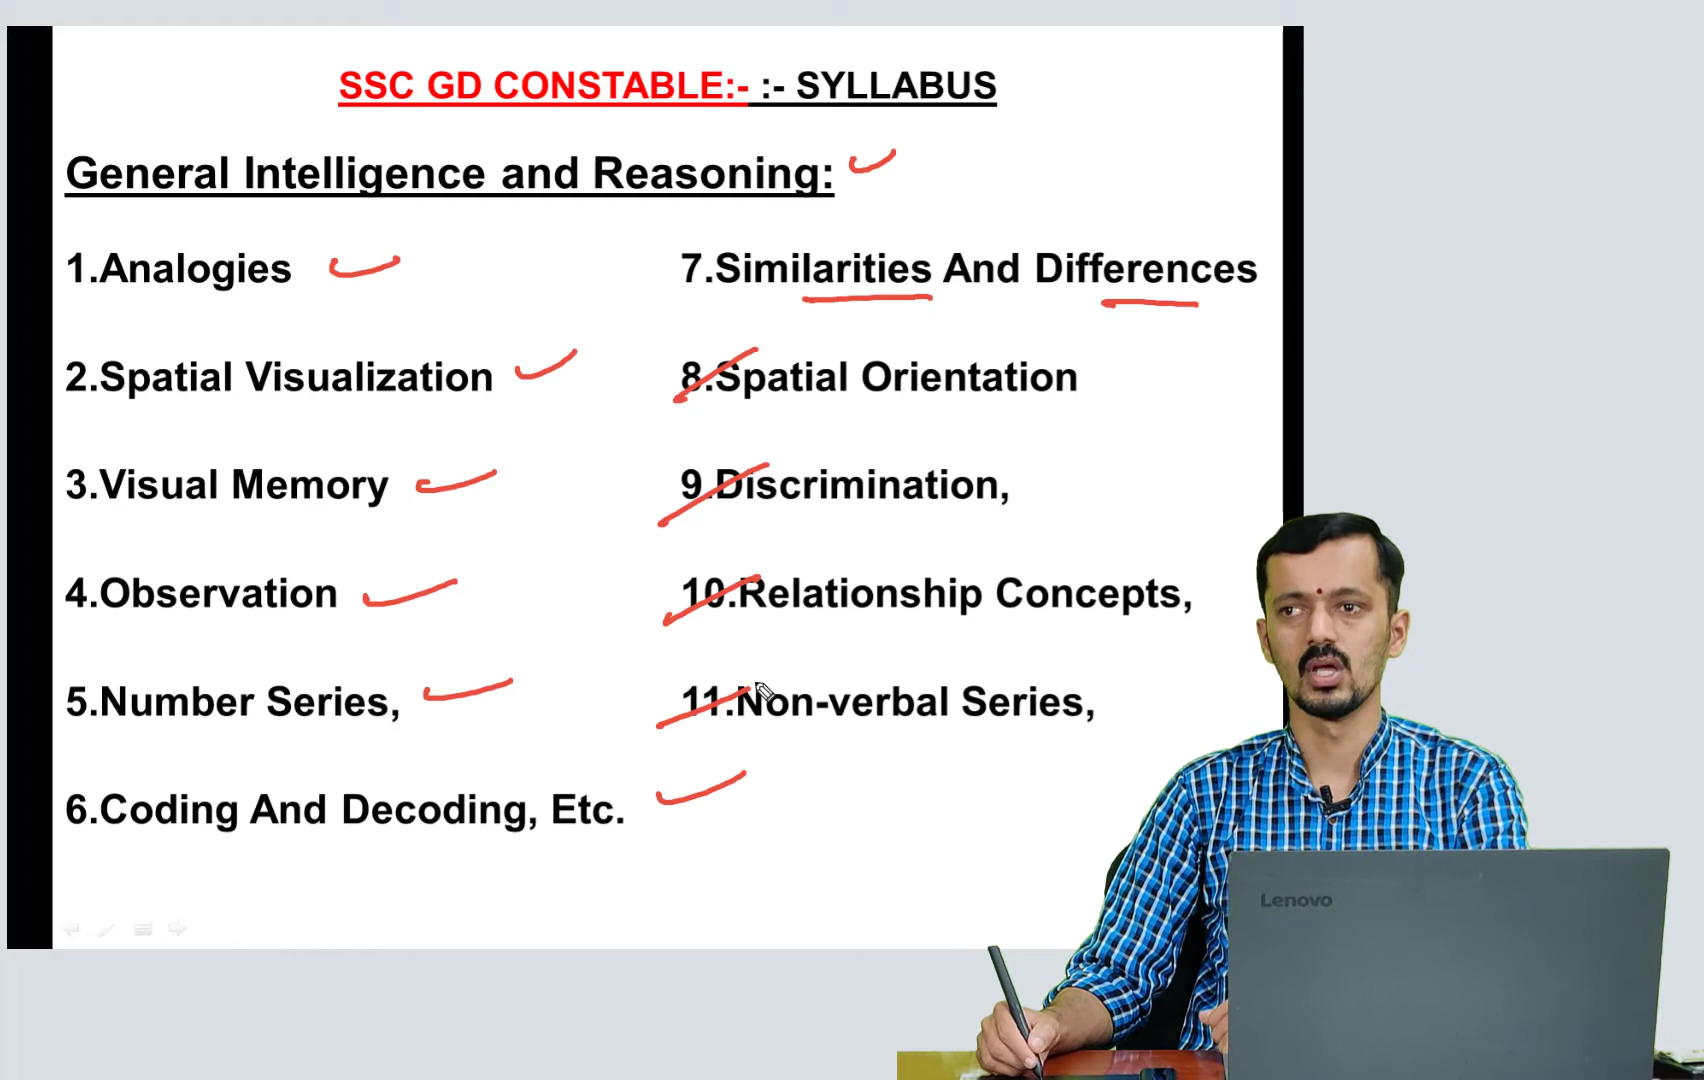 SSC GD CONSTABLE:- :- SYLLABUS
General Intelligence and Reasoning:
1.Analogies
2.Spatial Visualization
3.Visual Memory
4.Observation
5.Number Series,
6.Coding And Decoding, Etc.
7.Similarities And Differences
8.Spatial Orientation
9.Discrimination,
10.Relationship Concepts,
11.Non-verbal Series,
Lenovo